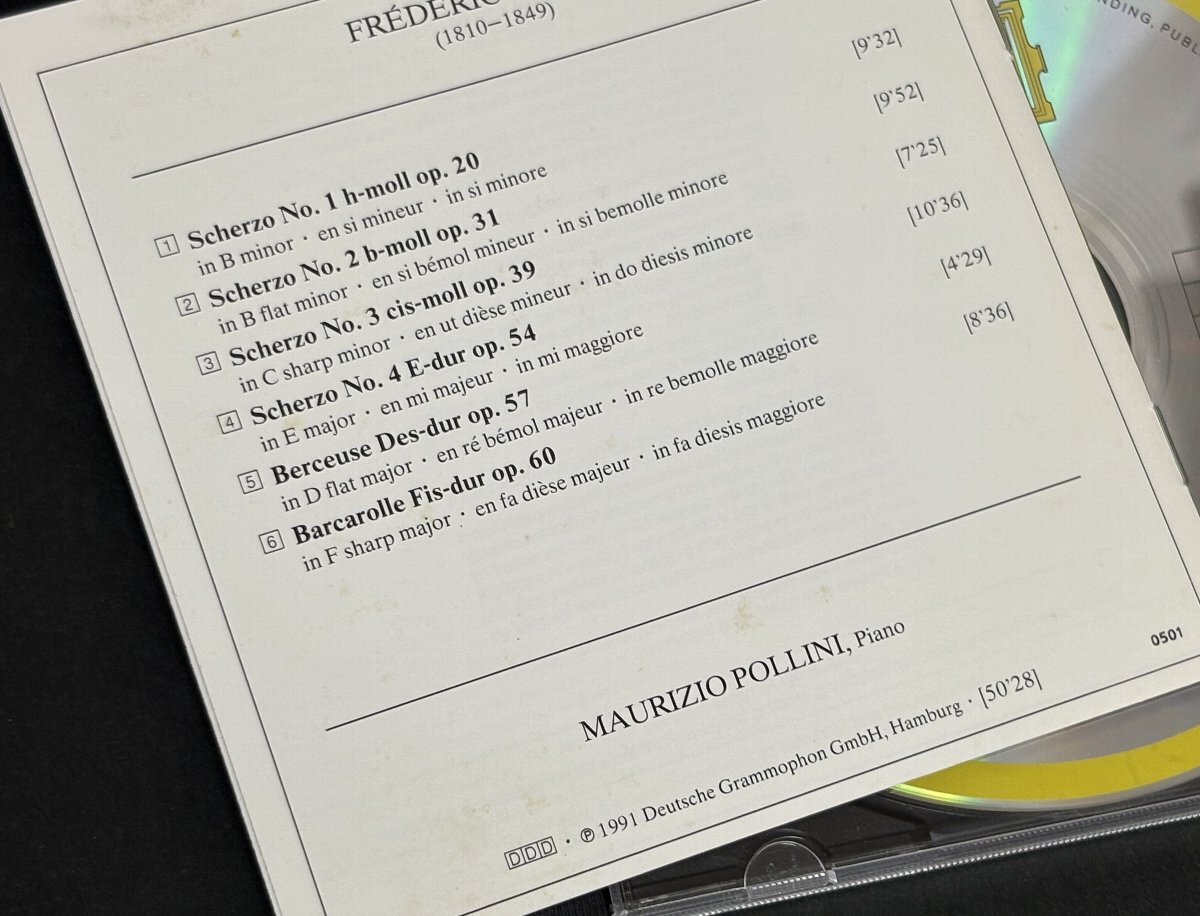 FRÉDÉRIC
(1810–1849)
1 Scherzo No. 1 h-moll op. 20 [9'32]
in B minor · en si mineur · in si minore
2 Scherzo No. 2 b-moll op. 31 [9'52]
in B flat minor · en si bémol mineur · in si bemolle minore
3 Scherzo No. 3 cis-moll op. 39 [7'25]
in C sharp minor · en ut dièse mineur · in do diesis minore
4 Scherzo No. 4 E-dur op. 54 [10'36]
in E major · en mi majeur · in mi maggiore
5 Berceuse Des-dur op. 57 [4'29]
in D flat major · en ré bémol majeur · in re bemolle maggiore
6 Barcarolle Fis-dur op. 60 [8'36]
in F sharp major · en fa dièse majeur · in fa diesis maggiore
MAURIZIO POLLINI, Piano
DDD · ℗ 1991 Deutsche Grammophon GmbH, Hamburg · [50'28]
0501